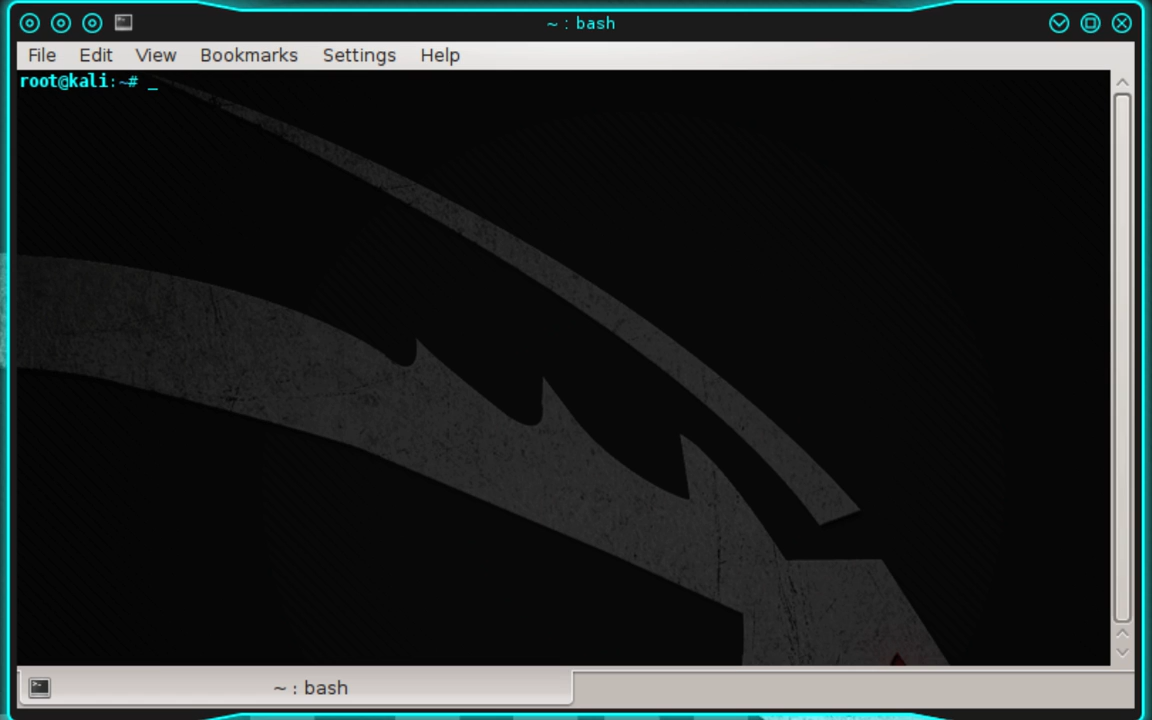 ~ : bash
File Edit View Bookmarks Settings Help
root@kali:~# _
~ : bash